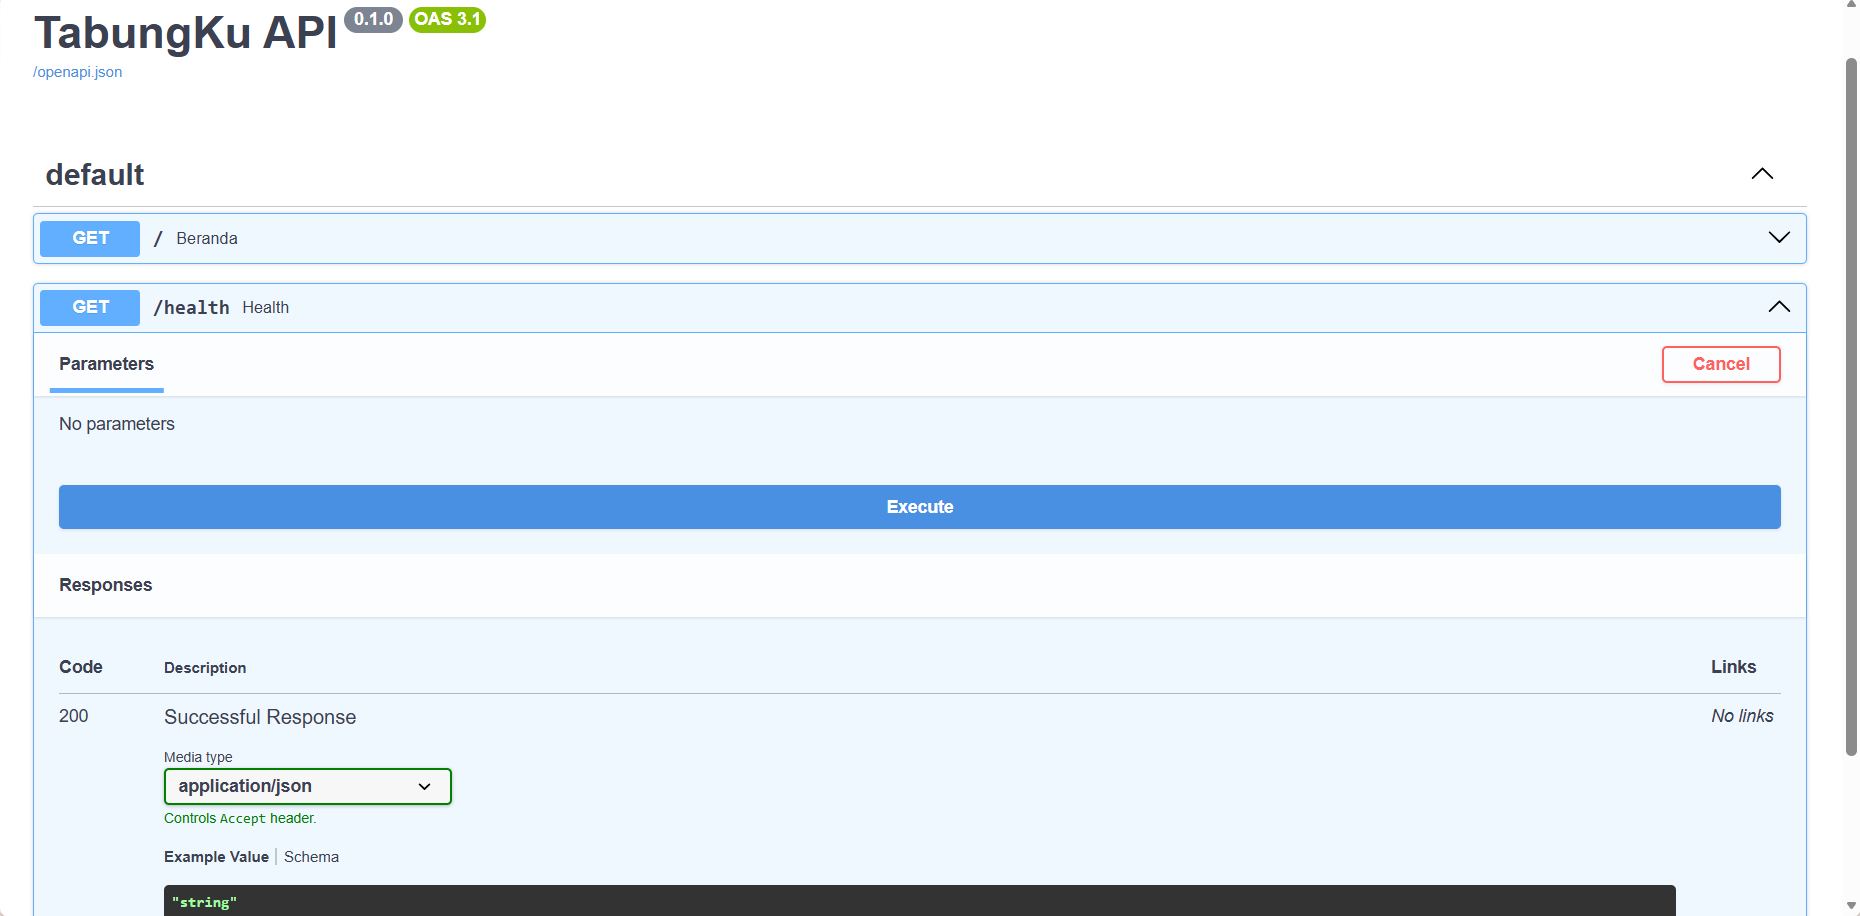 TabungKu API 0.1.0 OAS 3.1
/openapi.json
default
GET / Beranda
GET /health Health
Parameters
Cancel
No parameters
Execute
Responses
Code Description Links
200 Successful Response No links
Media type
application/json
Controls Accept header.
Example Value Schema
"string"